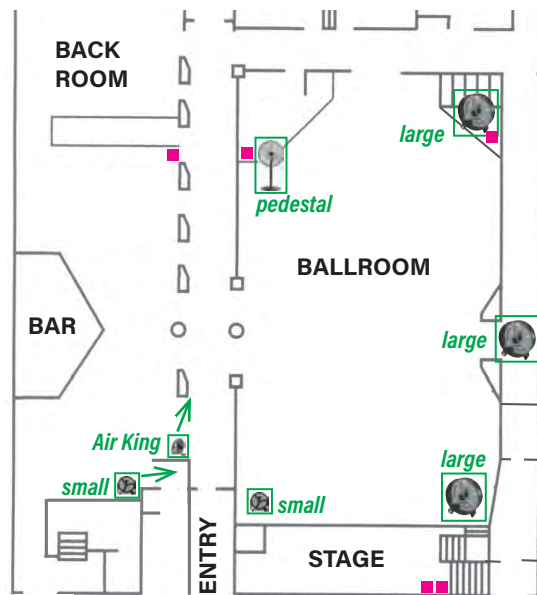 BACK
ROOM
large
pedestal
BALLROOM
BAR
large
Air King
large
small
small
ENTRY
STAGE